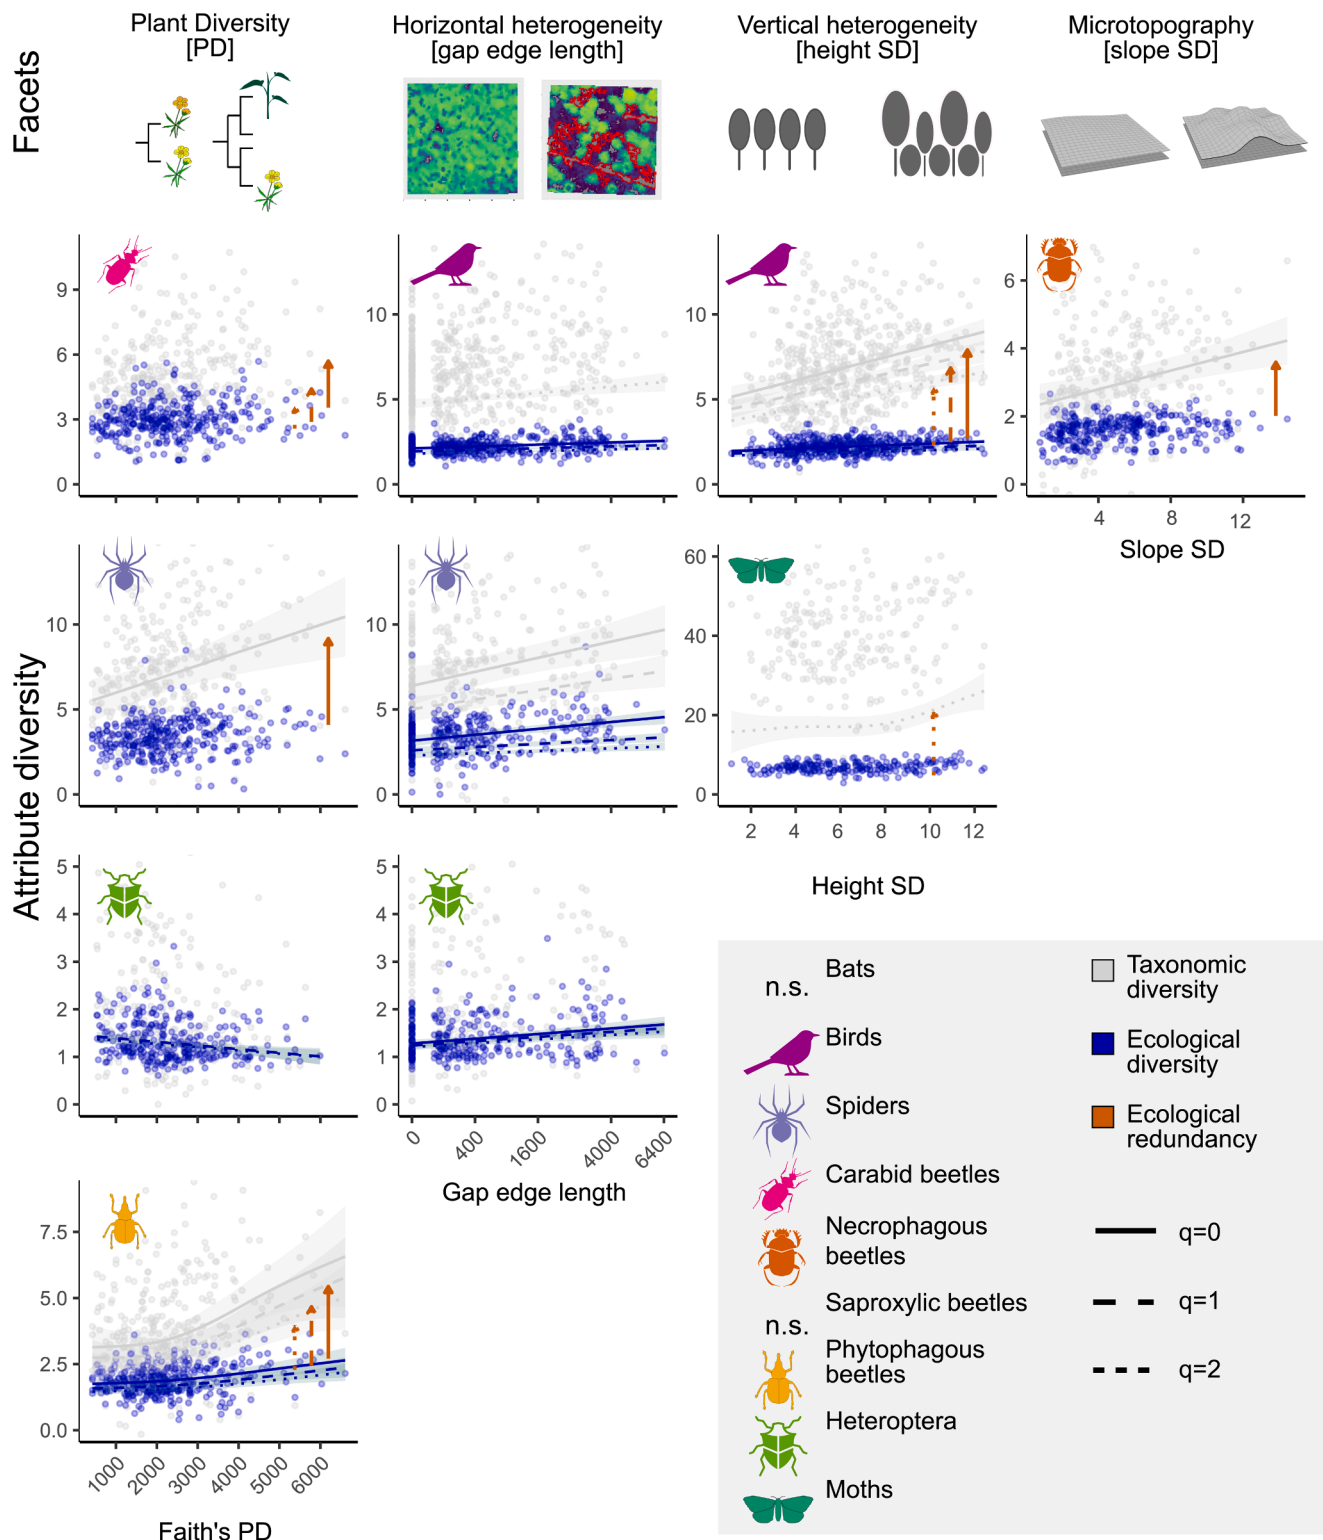 Facets
Plant Diversity
[PD]
Horizontal heterogeneity
[gap edge length]
Vertical heterogeneity
[height SD]
Microtopography
[slope SD]
Attribute diversity
9
6
3
0
10
5
0
10
5
0
6
4
2
0
4
8
12
Slope SD
10
5
0
10
5
0
60
40
20
0
2
4
6
8
10
12
Height SD
5
4
3
2
1
0
5
4
3
2
1
0
0
400
1600
4000
6400
Gap edge length
7.5
5.0
2.5
0.0
1000
2000
3000
4000
5000
6000
Faith's PD
n.s.
Bats
Birds
Spiders
Carabid beetles
Necrophagous
beetles
Saproxylic beetles
n.s.
Phytophagous
beetles
Heteroptera
Moths
Taxonomic
diversity
Ecological
diversity
Ecological
redundancy
q=0
q=1
q=2